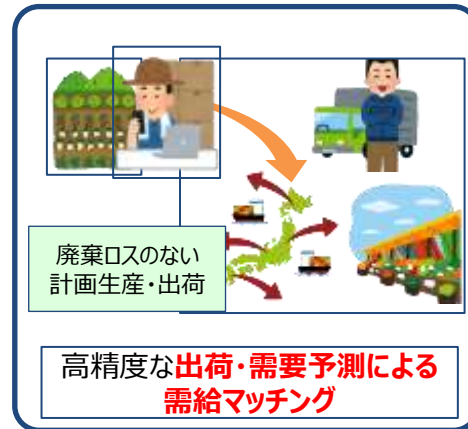 廃棄ロスのない
計画生産・出荷
高精度な出荷・需要予測による
需給マッチング